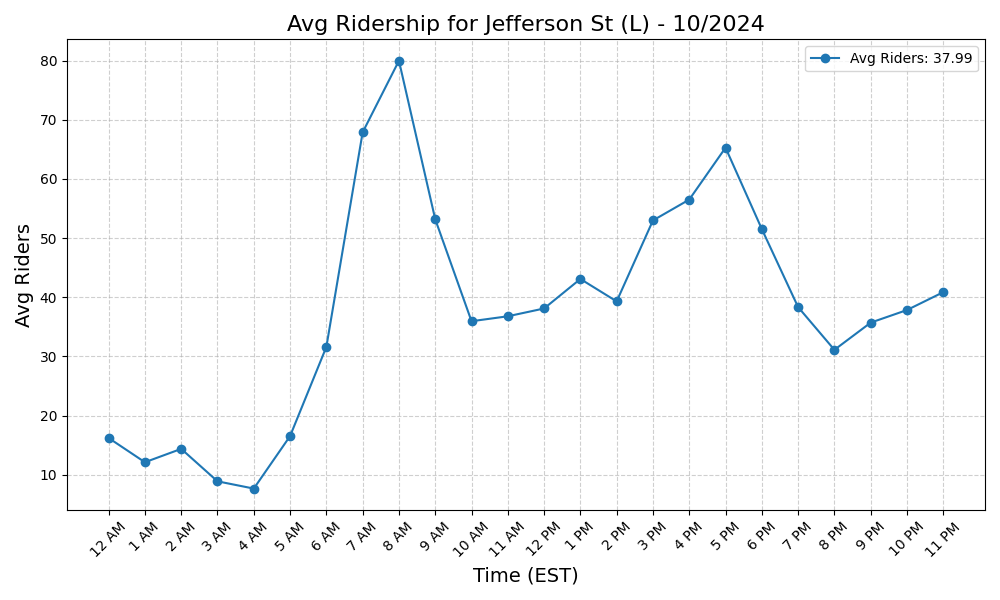 Avg Ridership for Jefferson St (L) - 10/2024
Avg Riders: 37.99
Avg Riders
80
70
60
50
40
30
20
10
12 AM
1 AM
2 AM
3 AM
4 AM
5 AM
6 AM
7 AM
8 AM
9 AM
10 AM
11 AM
12 PM
1 PM
2 PM
3 PM
4 PM
5 PM
6 PM
7 PM
8 PM
9 PM
10 PM
11 PM
Time (EST)